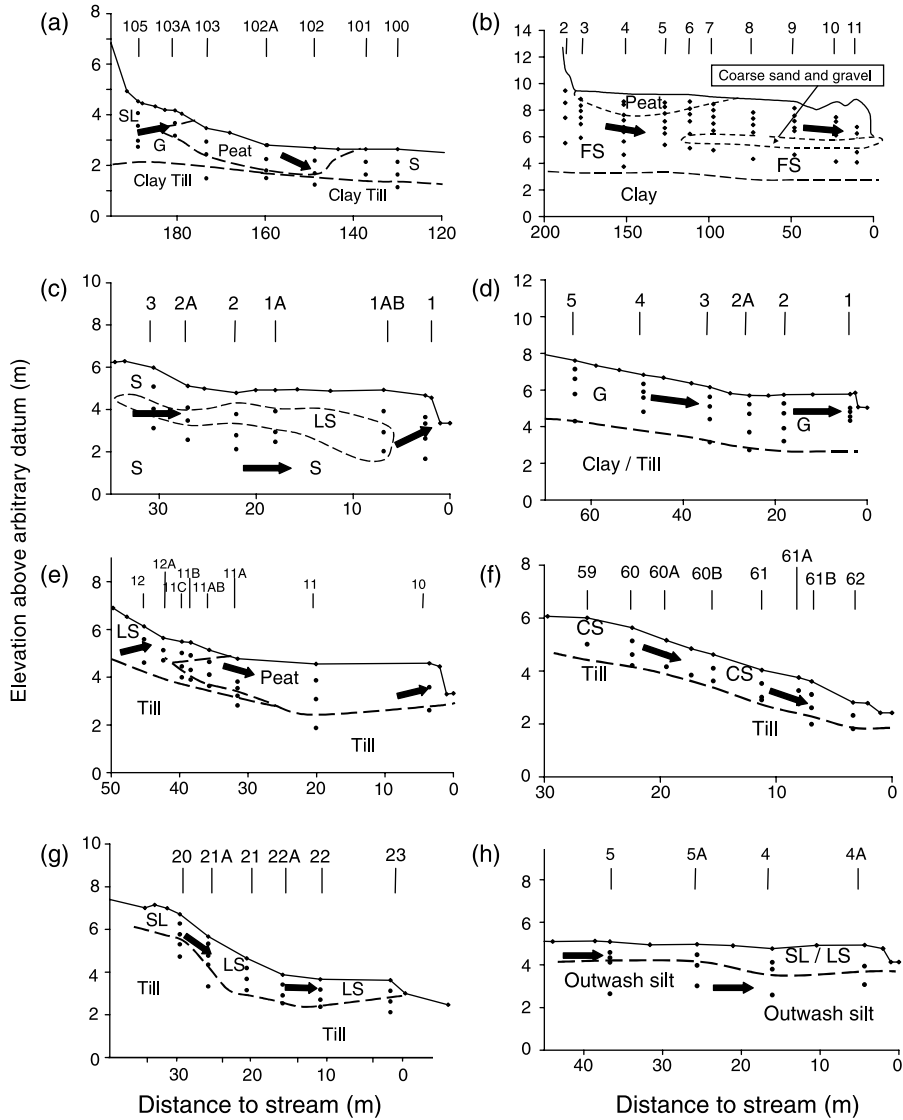 (a)
105 103A 103 102A 102 101 100
10
8
6
4
2
0
SL
G
Peat
S
Clay Till
Clay Till
180 160 140 120
(b)
2 3 4 5 6 7 8 9 10 11
14
12
10
8
6
4
2
0
Coarse sand and gravel
Peat
FS
FS
Clay
200 150 100 50 0
(c)
3 2A 2 1A 1AB 1
10
8
6
4
2
0
S
LS
S
S
30 20 10 0
(d)
5 4 3 2A 2 1
12
10
8
6
4
2
0
G
G
Clay / Till
60 40 20 0
Elevation above arbitrary datum (m)
(e)
12 12A 11C 11B 11AB 11A 11 10
10
8
6
4
2
0
LS
Peat
Till
Till
50 40 30 20 10 0
(f)
59 60 60A 60B 61 61A 61B 62
10
8
6
4
2
0
CS
CS
Till
Till
30 20 10 0
(g)
20 21A 21 22A 22 23
10
8
6
4
2
0
SL
LS
LS
Till
Till
30 20 10 0
Distance to stream (m)
(h)
5 5A 4 4A
8
6
4
2
0
SL / LS
Outwash silt
Outwash silt
40 30 20 10 0
Distance to stream (m)